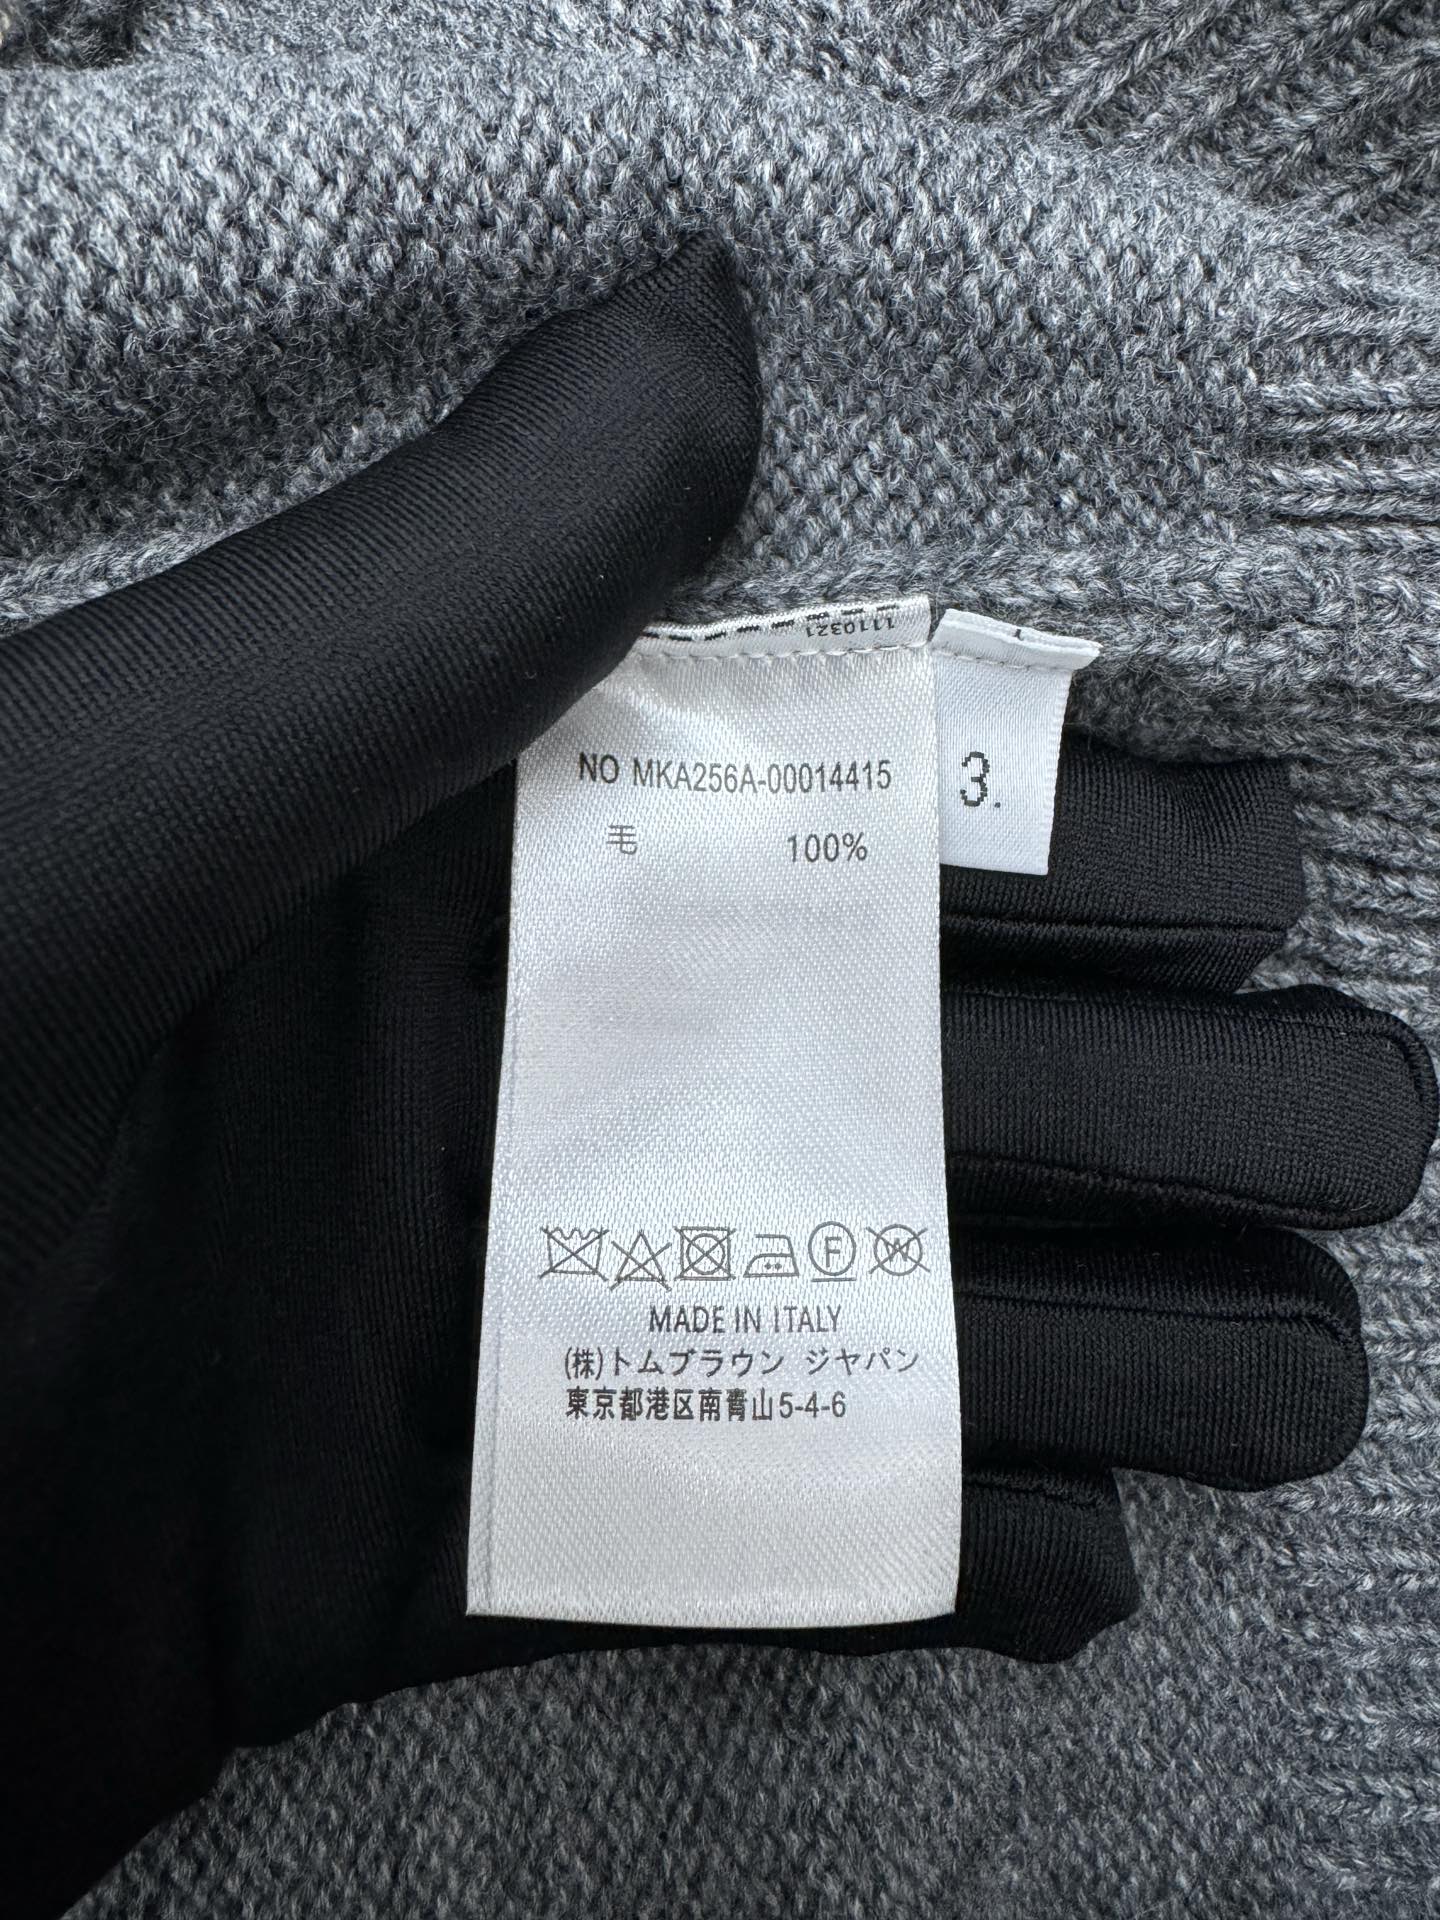 1110321
NO MKA256A-00014415
毛 100%
3.
F
W
MADE IN ITALY
(株)トムブラウン ジャパン
東京都港区南青山5-4-6